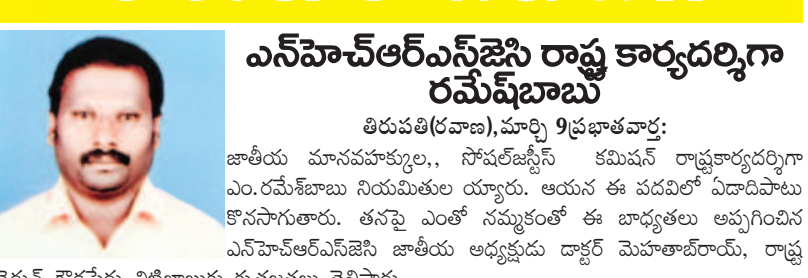 ఎన్‌హెచ్‌ఆర్‌ఎస్‌జెసి రాష్ట్ర కార్యదర్శిగా
రమేష్‌బాబు
తిరుపతి(రవాణ),మార్చి 9ప్రభాతవార్త:
జాతీయ మానవహక్కుల,, సోషల్‌జస్టీస్ కమిషన్ రాష్ట్రకార్యదర్శిగా
ఎం.రమేశ్‌బాబు నియమితుల య్యారు. ఆయన ఈ పదవిలో ఏడాదిపాటు
కొనసాగుతారు. తనపై ఎంతో నమ్మకంతో ఈ బాధ్యతలు అప్పగించిన
ఎన్‌హెచ్‌ఆర్‌ఎస్‌జెసి జాతీయ అధ్యక్షుడు డాక్టర్ మెహతాబ్‌రాయ్, రాష్ట్ర